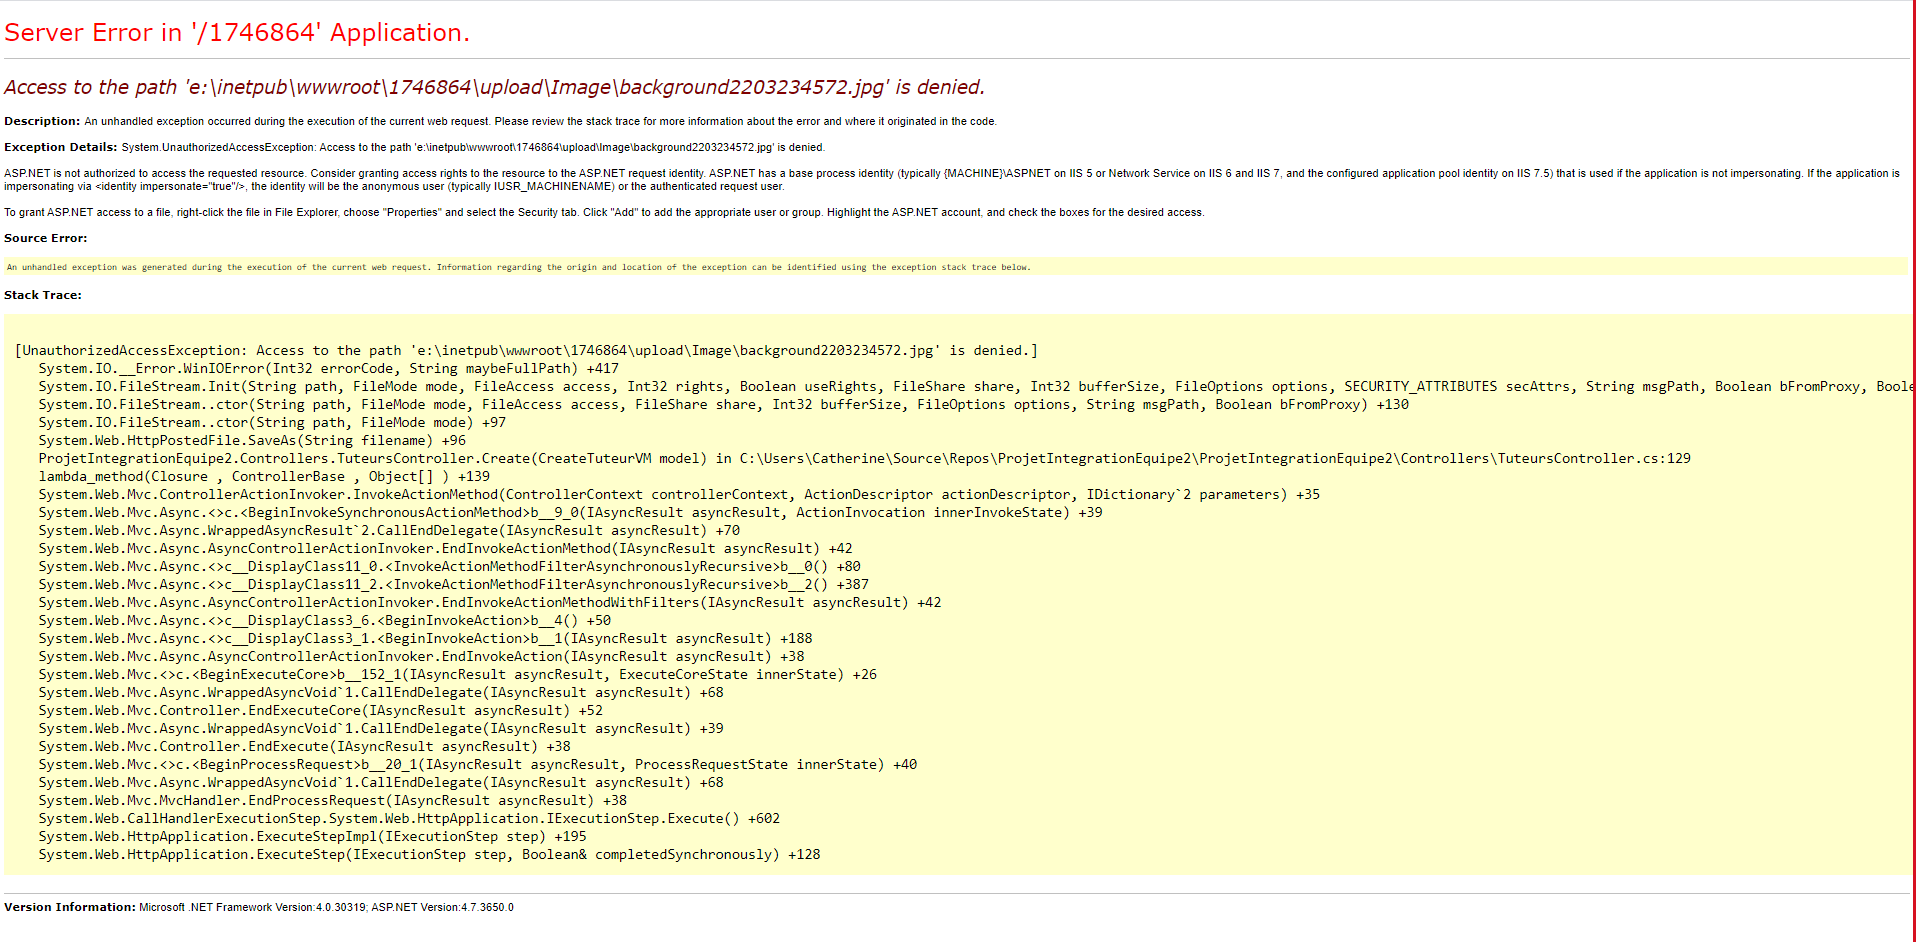 Server Error in '/1746864' Application.
Access to the path 'e:\inetpub\wwwroot\1746864\upload\Image\background2203234572.jpg' is denied.
Description: An unhandled exception occurred during the execution of the current web request. Please review the stack trace for more information about the error and where it originated in the code.
Exception Details: System.UnauthorizedAccessException: Access to the path 'e:\inetpub\wwwroot\1746864\upload\Image\background2203234572.jpg' is denied.
ASP.NET is not authorized to access the requested resource. Consider granting access rights to the resource to the ASP.NET request identity. ASP.NET has a base process identity (typically {MACHINE}\ASPNET on IIS 5 or Network Service on IIS 6 and IIS 7, and the configured application pool identity on IIS 7.5) that is used if the application is not impersonating. If the application is
impersonating via <identity impersonate="true"/>, the identity will be the anonymous user (typically IUSR_MACHINENAME) or the authenticated request user.
To grant ASP.NET access to a file, right-click the file in File Explorer, choose "Properties" and select the Security tab. Click "Add" to add the appropriate user or group. Highlight the ASP.NET account, and check the boxes for the desired access.
Source Error:
An unhandled exception was generated during the execution of the current web request. Information regarding the origin and location of the exception can be identified using the exception stack trace below.
Stack Trace:
[UnauthorizedAccessException: Access to the path 'e:\inetpub\wwwroot\1746864\upload\Image\background2203234572.jpg' is denied.]
System.IO.__Error.WinIOError(Int32 errorCode, String maybeFullPath) +417
System.IO.FileStream.Init(String path, FileMode mode, FileAccess access, Int32 rights, Boolean useRights, FileShare share, Int32 bufferSize, FileOptions options, SECURITY_ATTRIBUTES secAttrs, String msgPath, Boolean bFromProxy, Boole
System.IO.FileStream..ctor(String path, FileMode mode, FileAccess access, FileShare share, Int32 bufferSize, FileOptions options, String msgPath, Boolean bFromProxy) +130
System.IO.FileStream..ctor(String path, FileMode mode) +97
System.Web.HttpPostedFile.SaveAs(String filename) +96
ProjetIntegrationEquipe2.Controllers.TuteursController.Create(CreateTuteurVM model) in C:\Users\Catherine\Source\Repos\ProjetIntegrationEquipe2\ProjetIntegrationEquipe2\Controllers\TuteursController.cs:129
lambda_method(Closure , ControllerBase , Object[] ) +139
System.Web.Mvc.ControllerActionInvoker.InvokeActionMethod(ControllerContext controllerContext, ActionDescriptor actionDescriptor, IDictionary`2 parameters) +35
System.Web.Mvc.Async.<>c.<BeginInvokeSynchronousActionMethod>b__9_0(IAsyncResult asyncResult, ActionInvocation innerInvokeState) +39
System.Web.Mvc.Async.WrappedAsyncResult`2.CallEndDelegate(IAsyncResult asyncResult) +70
System.Web.Mvc.Async.AsyncControllerActionInvoker.EndInvokeActionMethod(IAsyncResult asyncResult) +42
System.Web.Mvc.Async.<>c__DisplayClass11_0.<InvokeActionMethodFilterAsynchronouslyRecursive>b__0() +80
System.Web.Mvc.Async.<>c__DisplayClass11_2.<InvokeActionMethodFilterAsynchronouslyRecursive>b__2() +387
System.Web.Mvc.Async.AsyncControllerActionInvoker.EndInvokeActionMethodWithFilters(IAsyncResult asyncResult) +42
System.Web.Mvc.Async.<>c__DisplayClass3_6.<BeginInvokeAction>b__4() +50
System.Web.Mvc.Async.<>c__DisplayClass3_1.<BeginInvokeAction>b__1(IAsyncResult asyncResult) +188
System.Web.Mvc.Async.AsyncControllerActionInvoker.EndInvokeAction(IAsyncResult asyncResult) +38
System.Web.Mvc.<>c.<BeginExecuteCore>b__152_1(IAsyncResult asyncResult, ExecuteCoreState innerState) +26
System.Web.Mvc.Async.WrappedAsyncVoid`1.CallEndDelegate(IAsyncResult asyncResult) +68
System.Web.Mvc.Controller.EndExecuteCore(IAsyncResult asyncResult) +52
System.Web.Mvc.Async.WrappedAsyncVoid`1.CallEndDelegate(IAsyncResult asyncResult) +39
System.Web.Mvc.Controller.EndExecute(IAsyncResult asyncResult) +38
System.Web.Mvc.<>c.<BeginProcessRequest>b__20_1(IAsyncResult asyncResult, ProcessRequestState innerState) +40
System.Web.Mvc.Async.WrappedAsyncVoid`1.CallEndDelegate(IAsyncResult asyncResult) +68
System.Web.Mvc.MvcHandler.EndProcessRequest(IAsyncResult asyncResult) +38
System.Web.CallHandlerExecutionStep.System.Web.HttpApplication.IExecutionStep.Execute() +602
System.Web.HttpApplication.ExecuteStepImpl(IExecutionStep step) +195
System.Web.HttpApplication.ExecuteStep(IExecutionStep step, Boolean& completedSynchronously) +128
Version Information: Microsoft .NET Framework Version:4.0.30319; ASP.NET Version:4.7.3650.0